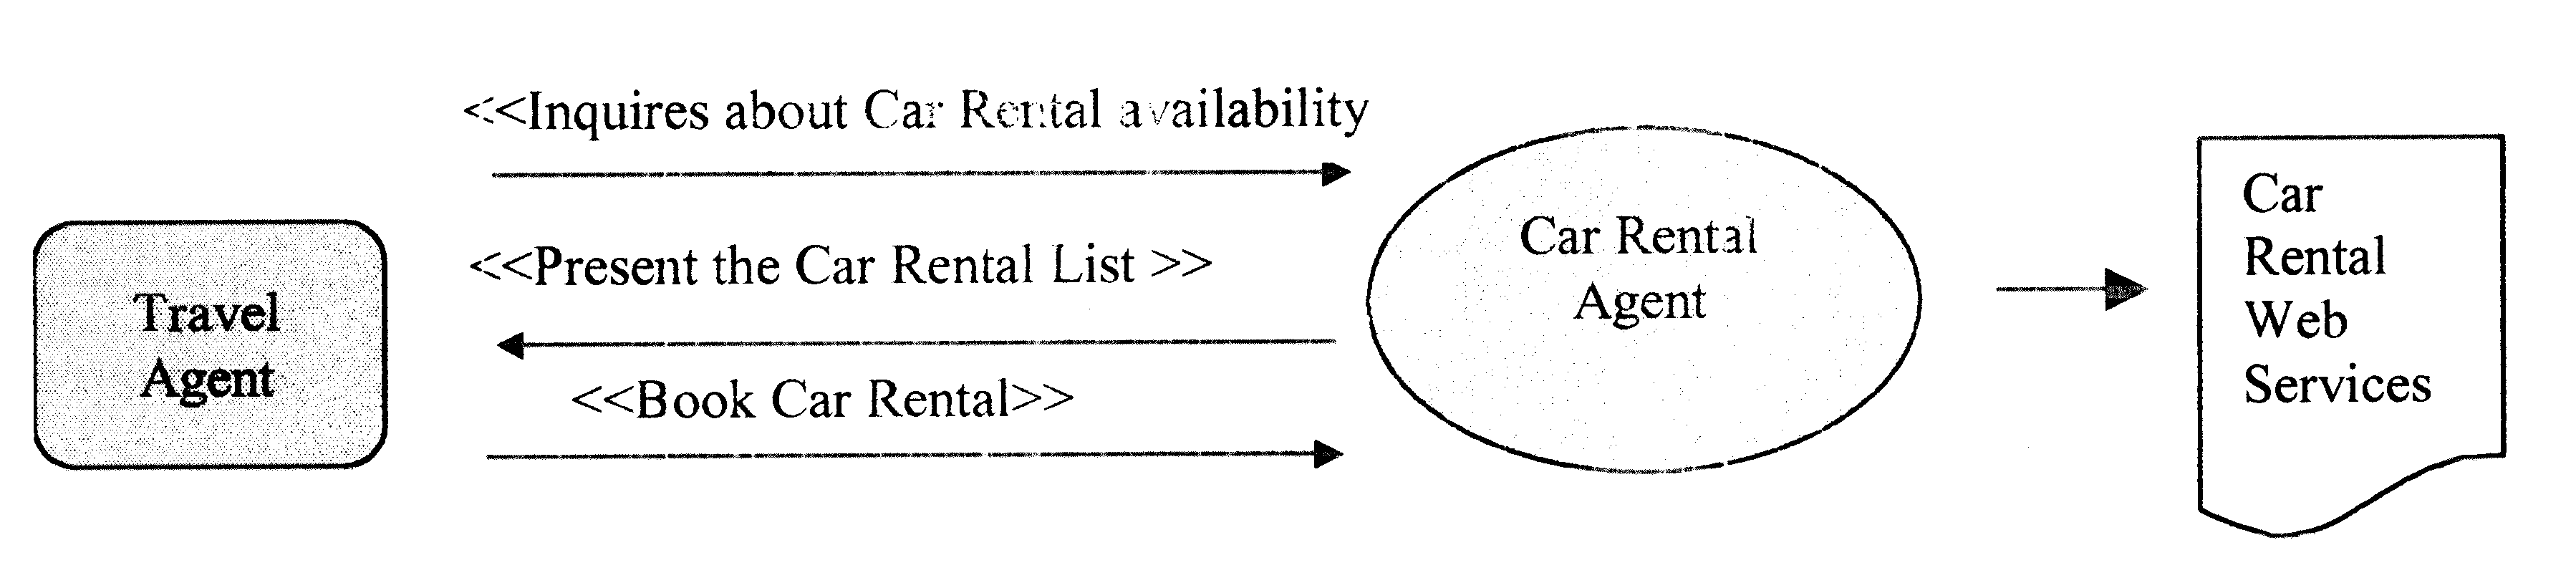 <<Inquires about Car Rental availability
<<Present the Car Rental List >>
<<Book Car Rental>>
Travel
Agent
Car Rental
Agent
Car
Rental
Web
Services